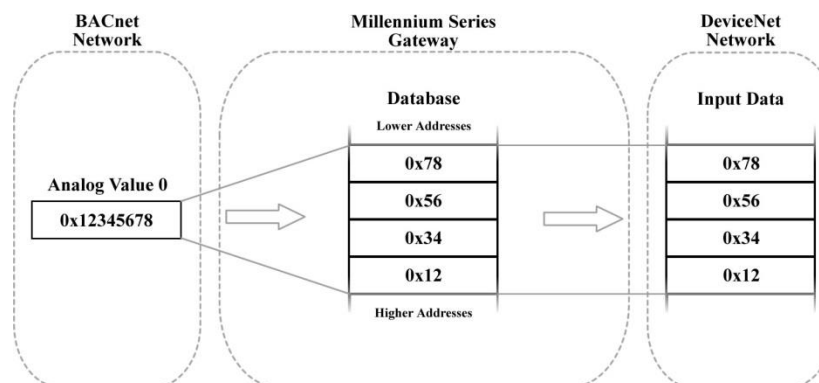 BACnet
Network
Analog Value 0
0x12345678
Millennium Series
Gateway
Database
Lower Addresses
0x78
0x56
0x34
0x12
Higher Addresses
DeviceNet
Network
Input Data
0x78
0x56
0x34
0x12